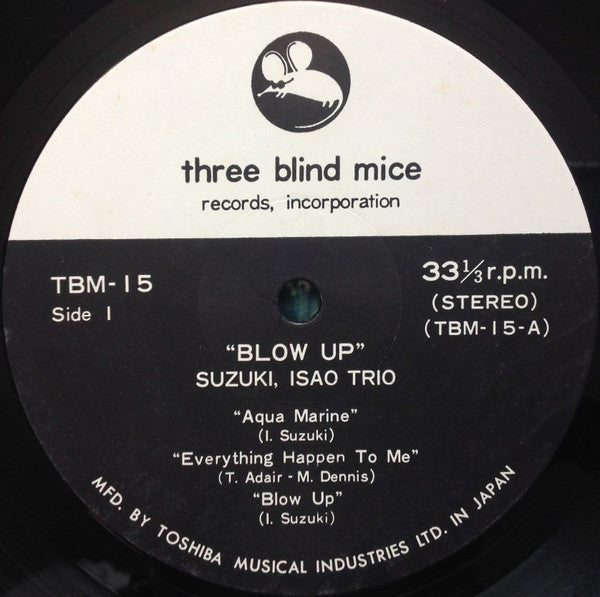 three blind mice
records, incorporation
TBM-15
Side 1
33⅓ r.p.m.
(STEREO)
(TBM-15-A)
"BLOW UP"
SUZUKI, ISAO TRIO
"Aqua Marine"
(I. Suzuki)
"Everything Happen To Me"
(T. Adair - M. Dennis)
"Blow Up"
(I. Suzuki)
MFD. BY TOSHIBA MUSICAL INDUSTRIES LTD. IN JAPAN